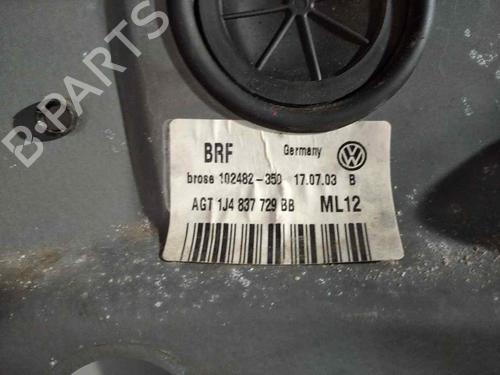 B-PARTS
BRF Germany
brose 102482-350 17.07.03 B
AGT 1J4 837 729 BB ML12